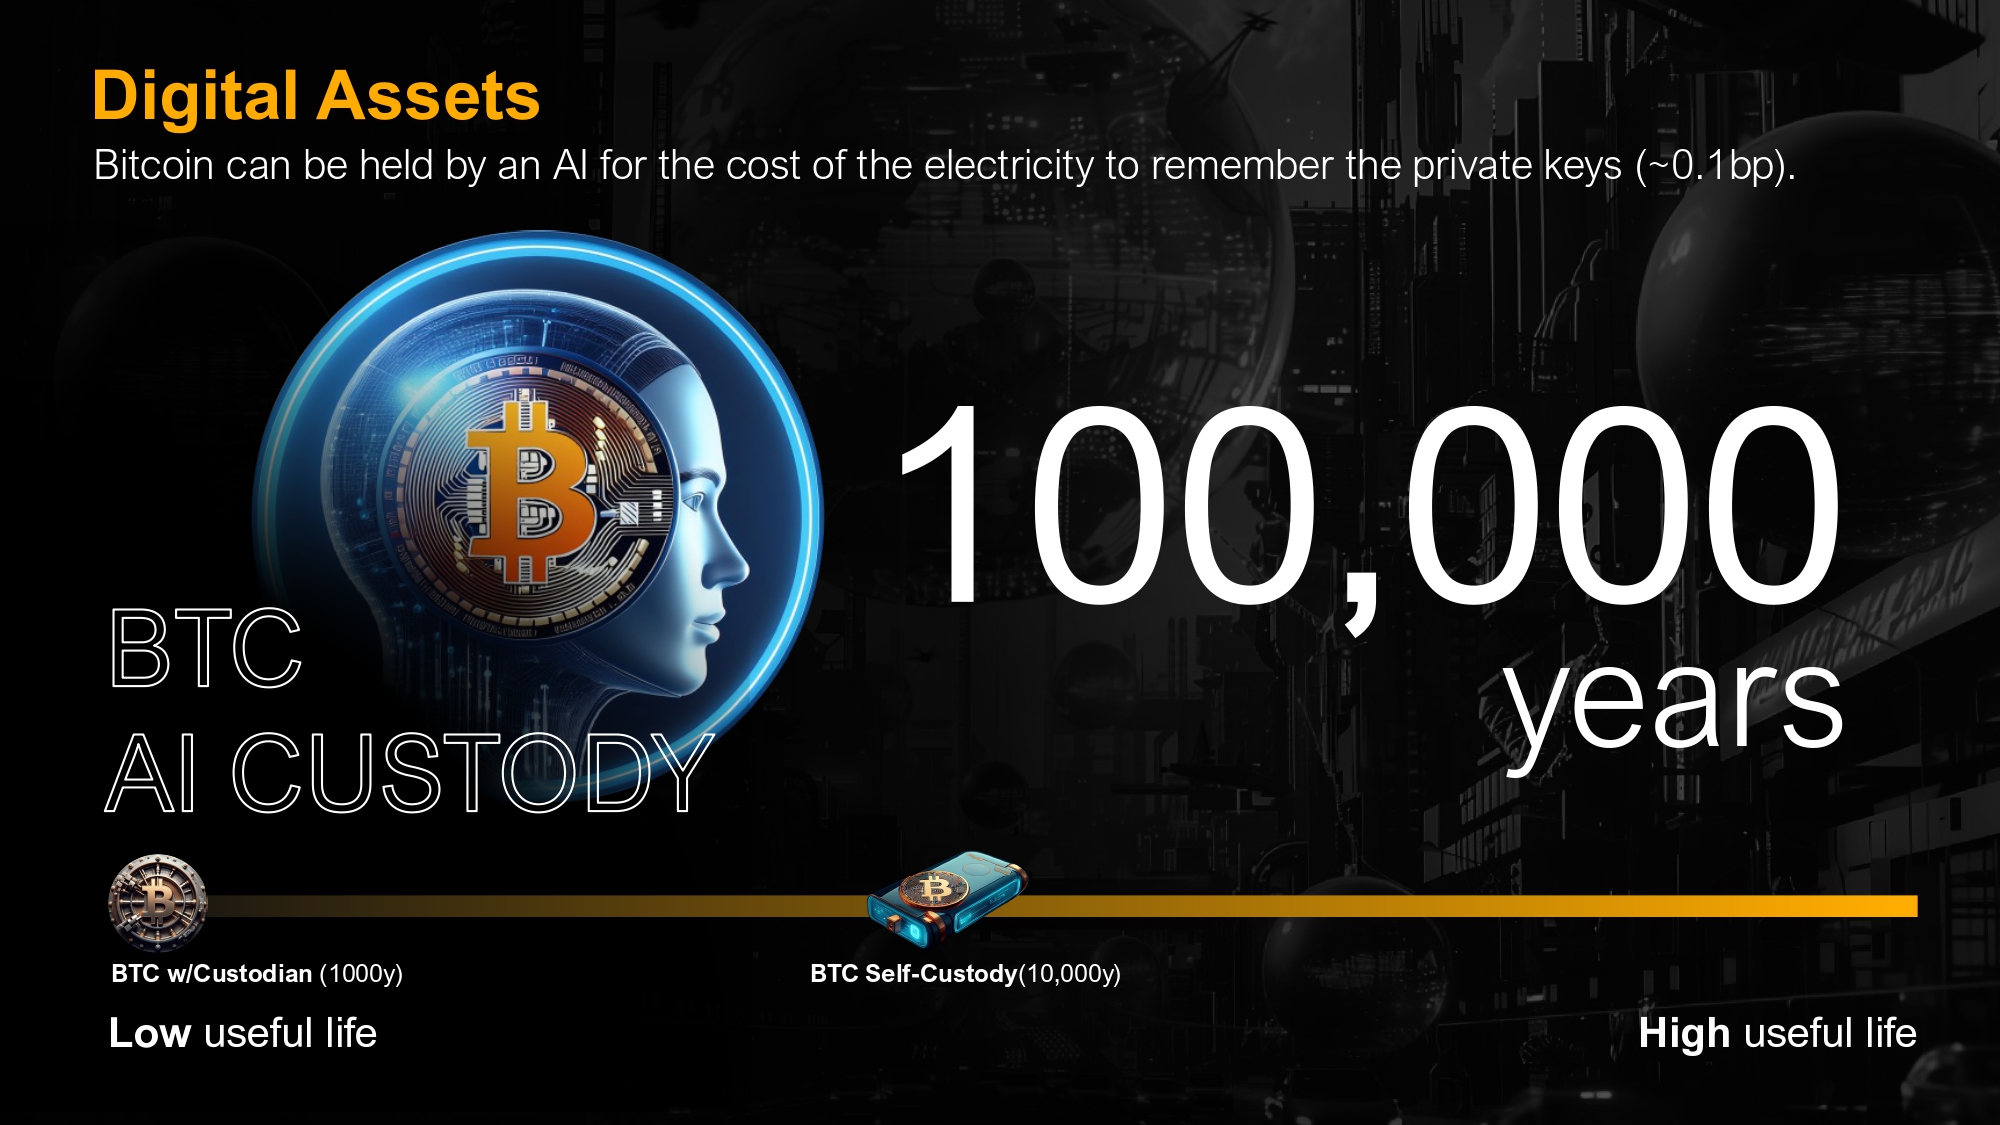 Digital Assets
Bitcoin can be held by an AI for the cost of the electricity to remember the private keys (~0.1bp).
100,000
years
BTC
AI CUSTODY
BTC w/Custodian (1000y)
BTC Self-Custody(10,000y)
Low useful life
High useful life